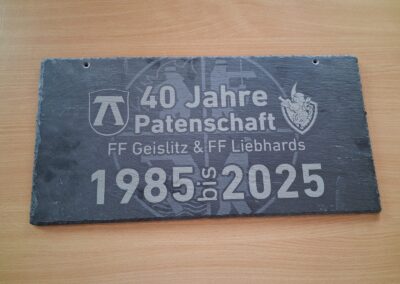 40 Jahre
Patenschaft
FF Geislitz & FF Liebhards
1985 bis 2025